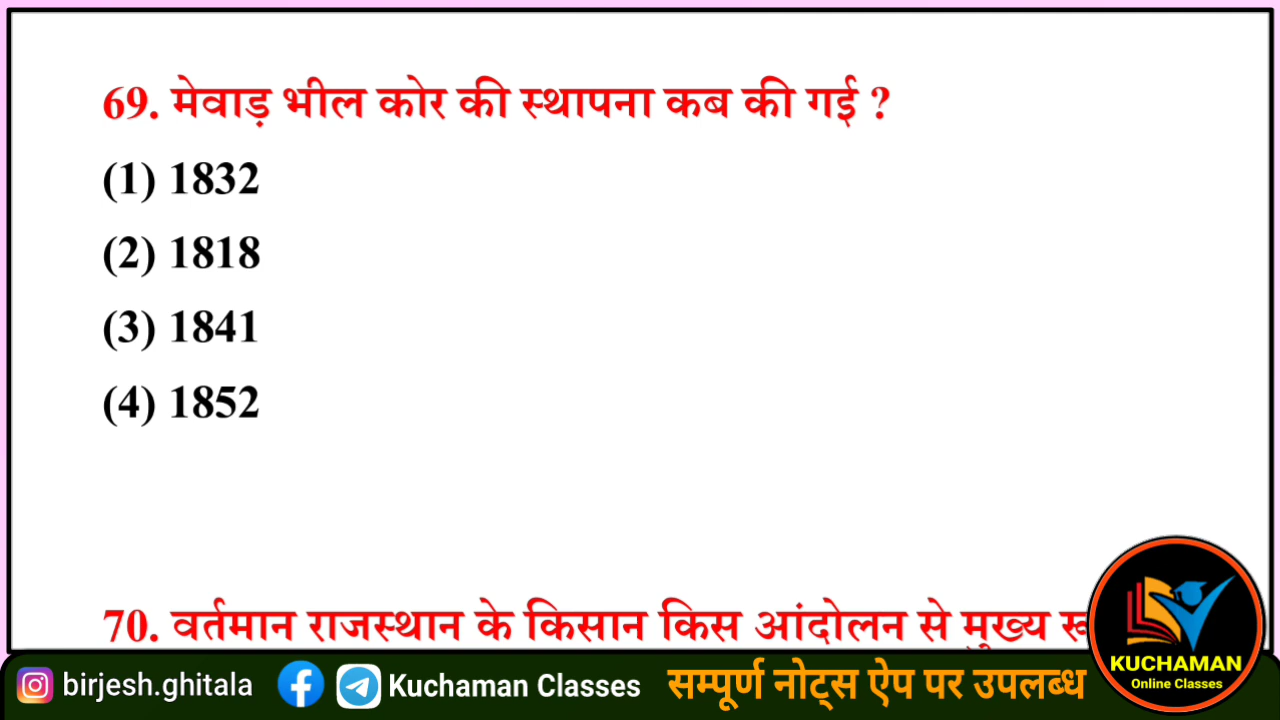 69. मेवाड़ भील कोर की स्थापना कब की गई ?
(1) 1832
(2) 1818
(3) 1841
(4) 1852
70. वर्तमान राजस्थान के किसान किस आंदोलन से मुख्य
birjesh.ghitala
Kuchaman Classes
सम्पूर्ण नोट्स ऐप पर उपलब्ध
KUCHAMAN
Online Classes